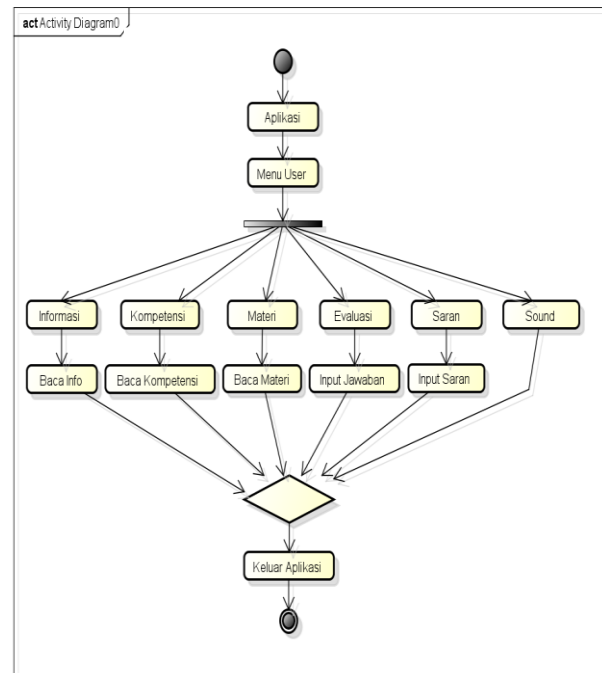 act Activity Diagram0
Aplikasi
Menu User
Informasi
Kompetensi
Materi
Evaluasi
Saran
Sound
Baca Info
Baca Kompetensi
Baca Materi
Input Jawaban
Input Saran
Keluar Aplikasi